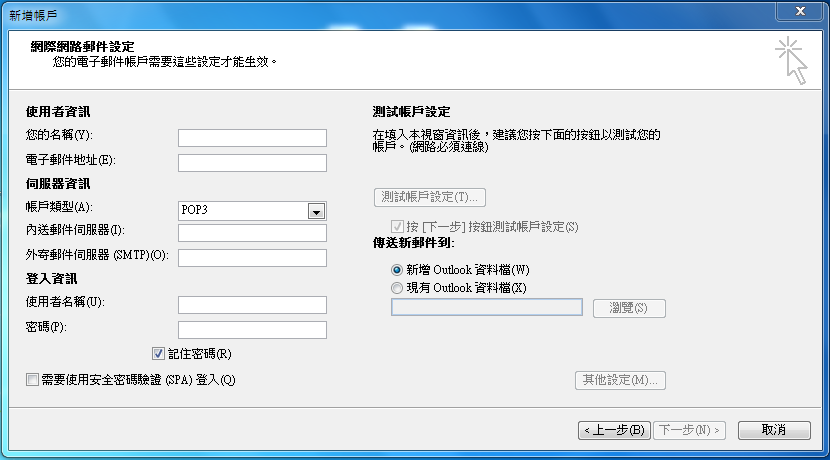 新增帳戶
網際網路郵件設定
您的電子郵件帳戶需要這些設定才能生效。
使用者資訊
您的名稱(Y):
電子郵件地址(E):
伺服器資訊
帳戶類型(A):
POP3
內送郵件伺服器(I):
外寄郵件伺服器 (SMTP)(O):
登入資訊
使用者名稱(U):
密碼(P):
記住密碼(R)
需要使用安全密碼驗證 (SPA) 登入(Q)
測試帳戶設定
在填入本視窗資訊後，建議您按下面的按鈕以測試您的
帳戶。(網路必須連線)
測試帳戶設定(T)...
按 [下一步] 按鈕測試帳戶設定(S)
傳送新郵件到:
新增 Outlook 資料檔(W)
現有 Outlook 資料檔(X)
瀏覽(S)
其他設定(M)...
< 上一步(B)
下一步(N) >
取消